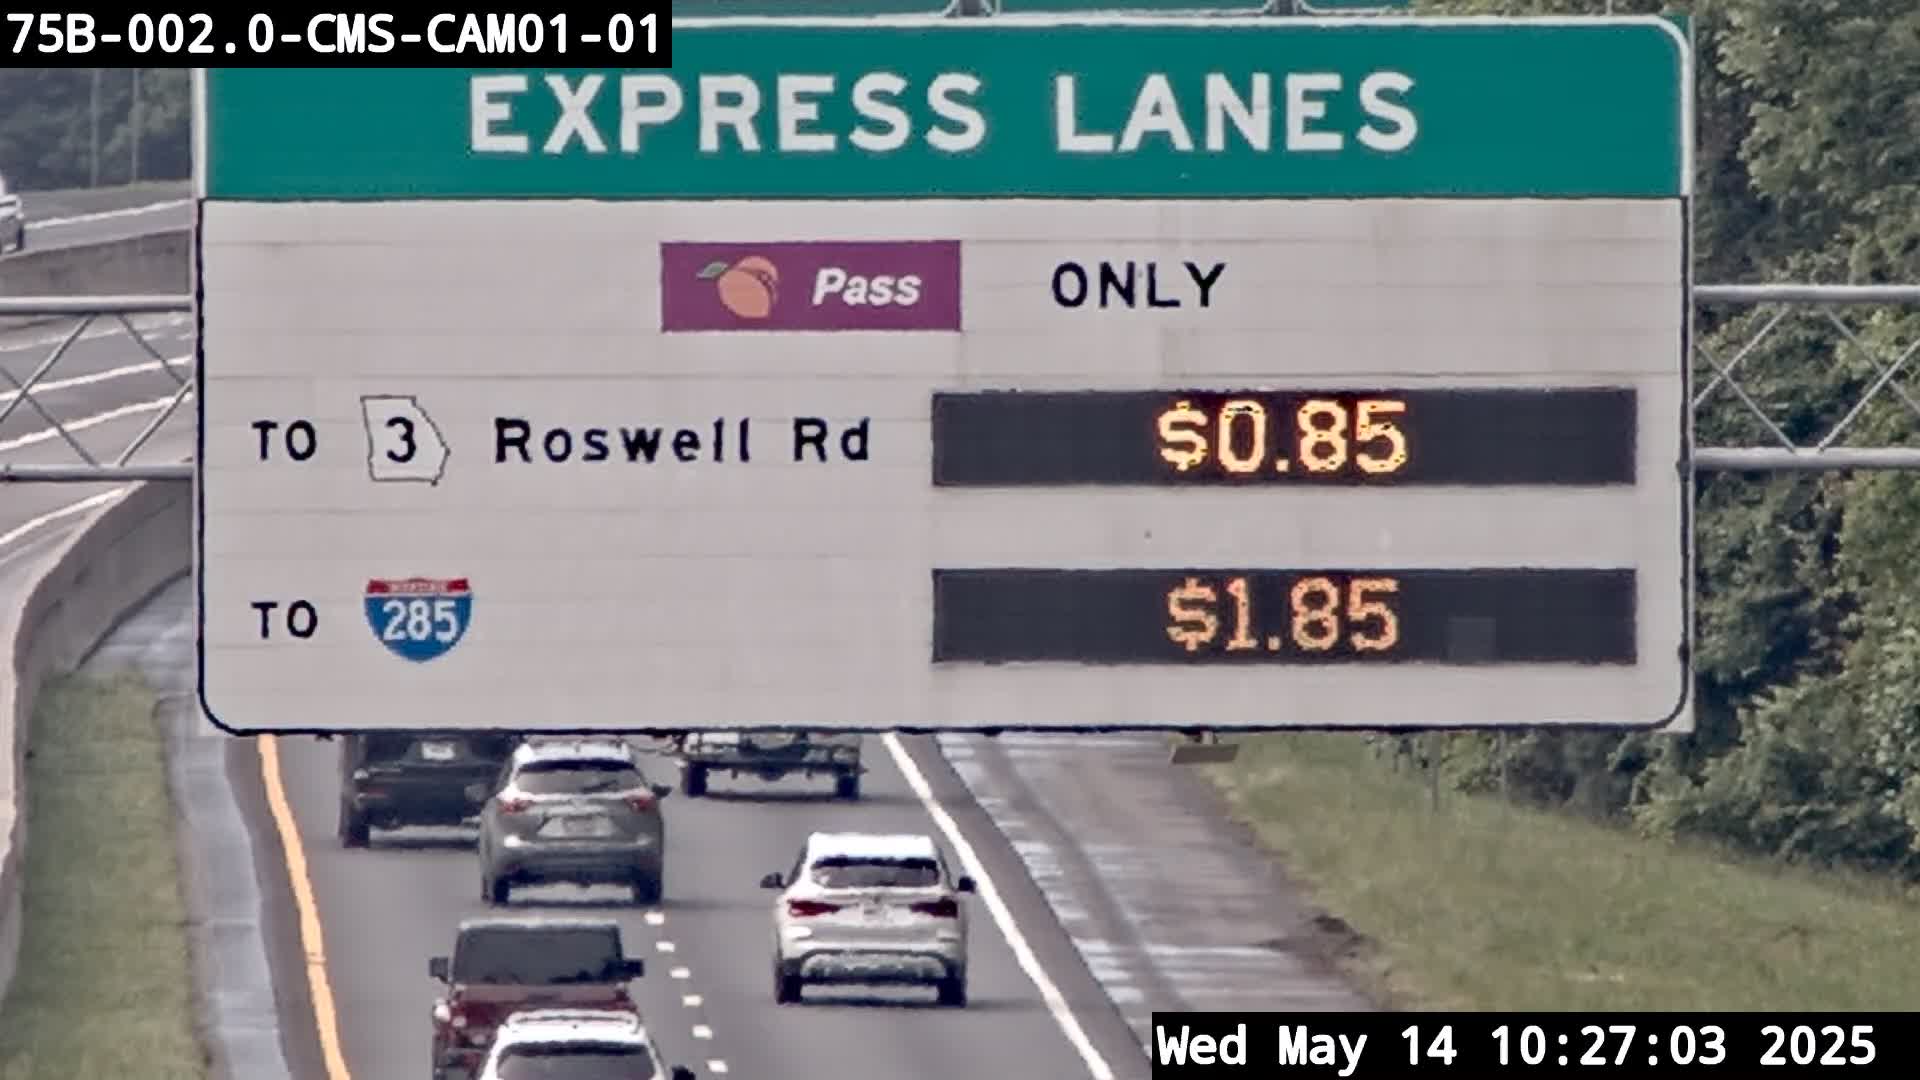 75B-002.0-CMS-CAM01-01
EXPRESS LANES
Pass ONLY
TO 3 Roswell Rd $0.85
TO 285 $1.85
Wed May 14 10:27:03 2025